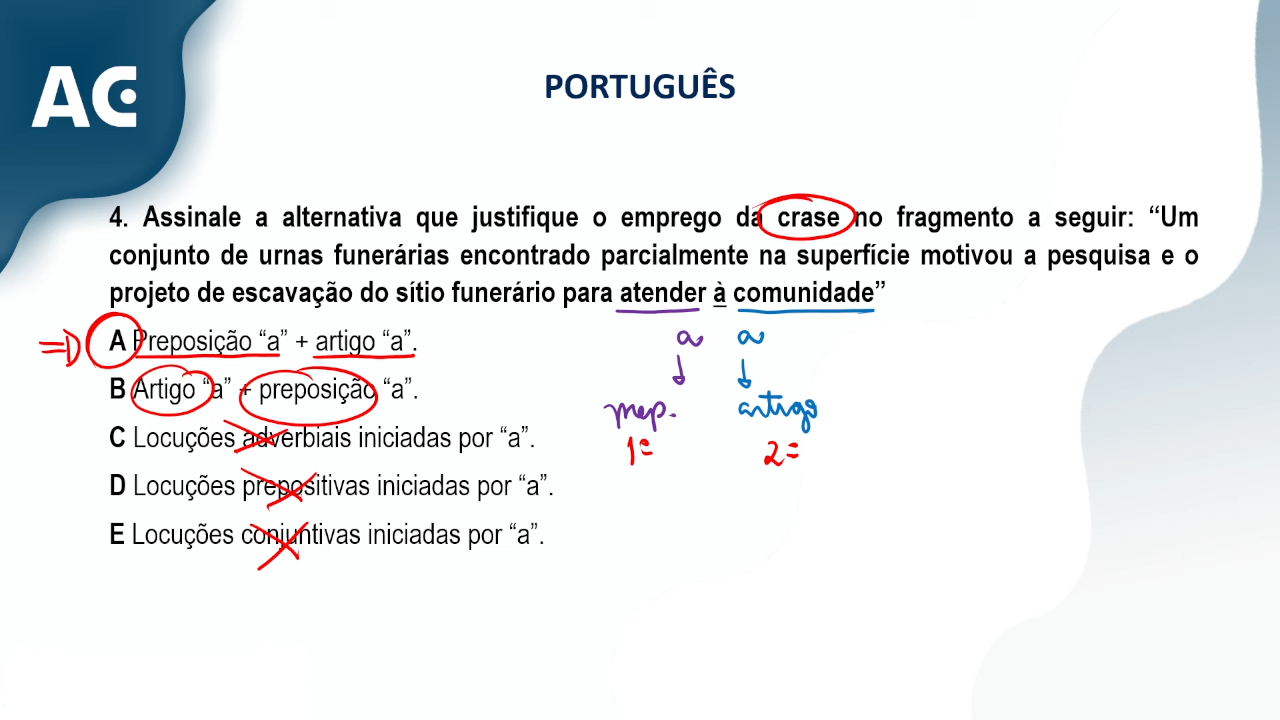 AC
PORTUGUÊS
4. Assinale a alternativa que justifique o emprego da crase no fragmento a seguir: “Um
conjunto de urnas funerárias encontrado parcialmente na superfície motivou a pesquisa e o
projeto de escavação do sítio funerário para atender à comunidade”
A Preposição “a” + artigo “a”.
a a
B Artigo “a” + preposição “a”.
prep. artigo
C Locuções adverbiais iniciadas por “a”.
1º 2º
D Locuções prepositivas iniciadas por “a”.
E Locuções conjuntivas iniciadas por “a”.